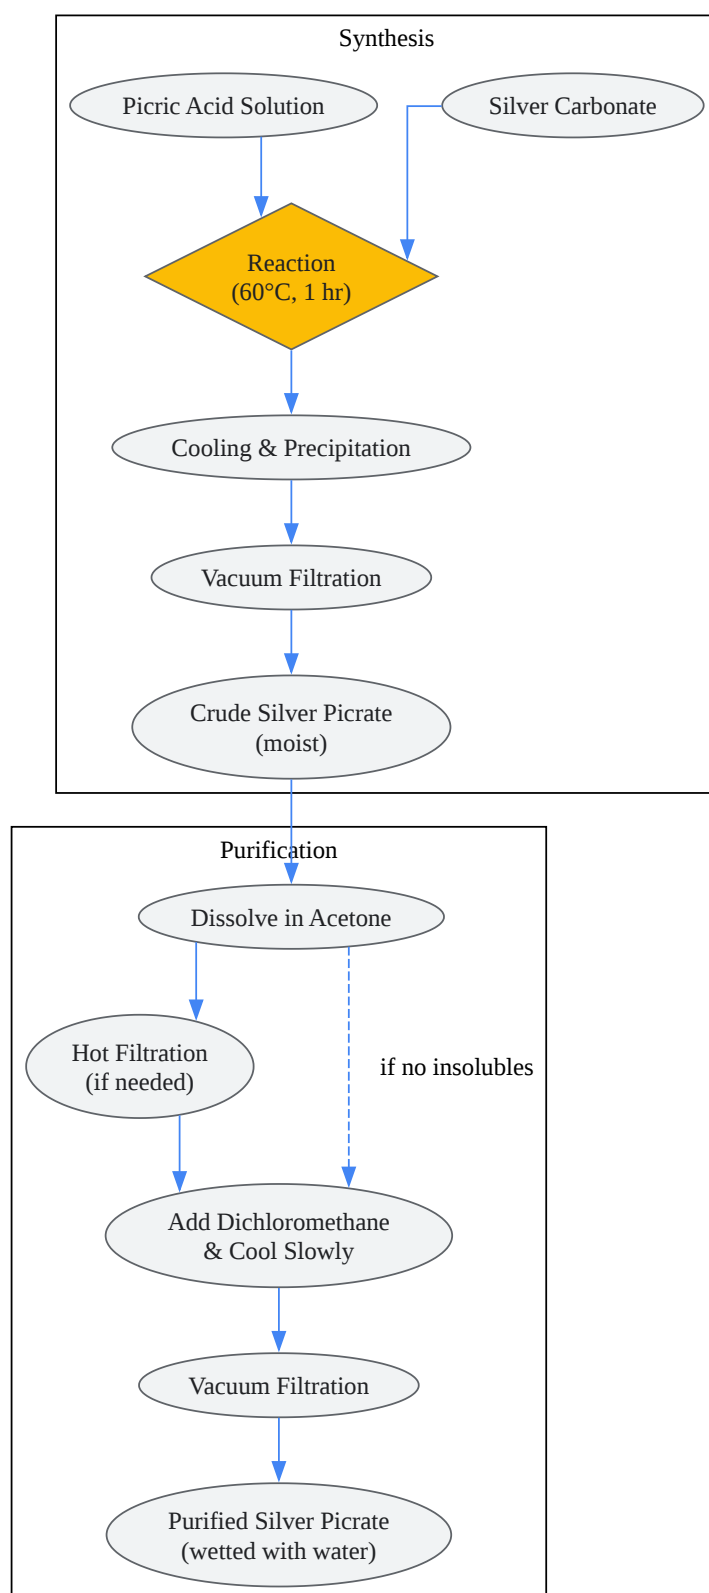 Synthesis
Picric Acid Solution
Silver Carbonate
Reaction
(60°C, 1 hr)
Cooling & Precipitation
Vacuum Filtration
Crude Silver Picrate
(moist)
Purification
Dissolve in Acetone
Hot Filtration
(if needed)
if no insolubles
Add Dichloromethane
& Cool Slowly
Vacuum Filtration
Purified Silver Picrate
(wetted with water)